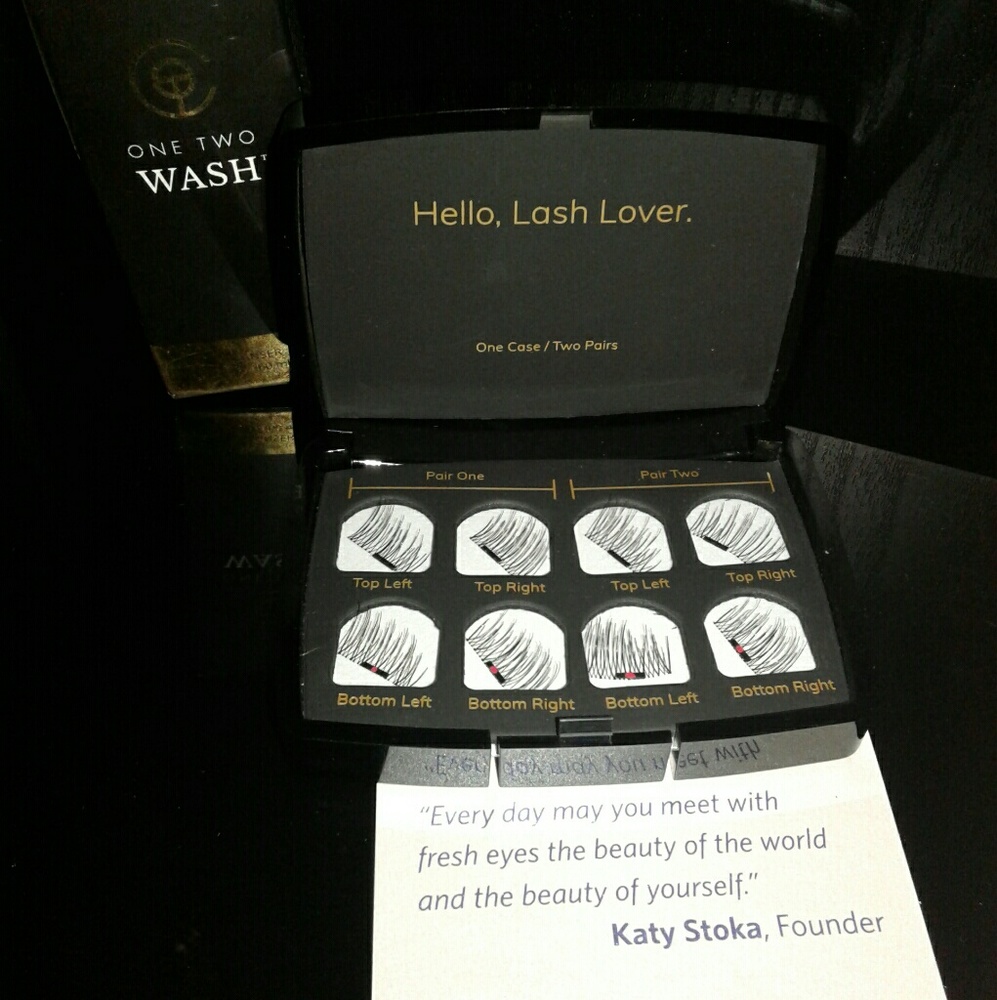 ONE TWO
WASH
Hello, Lash Lover.
One Case / Two Pairs
Pair One
Pair Two
Top Left
Top Right
Top Left
Top Right
Bottom Left
Bottom Right
Bottom Left
Bottom Right
“Every day may you meet with
fresh eyes the beauty of the world
and the beauty of yourself.”
Katy Stoka, Founder